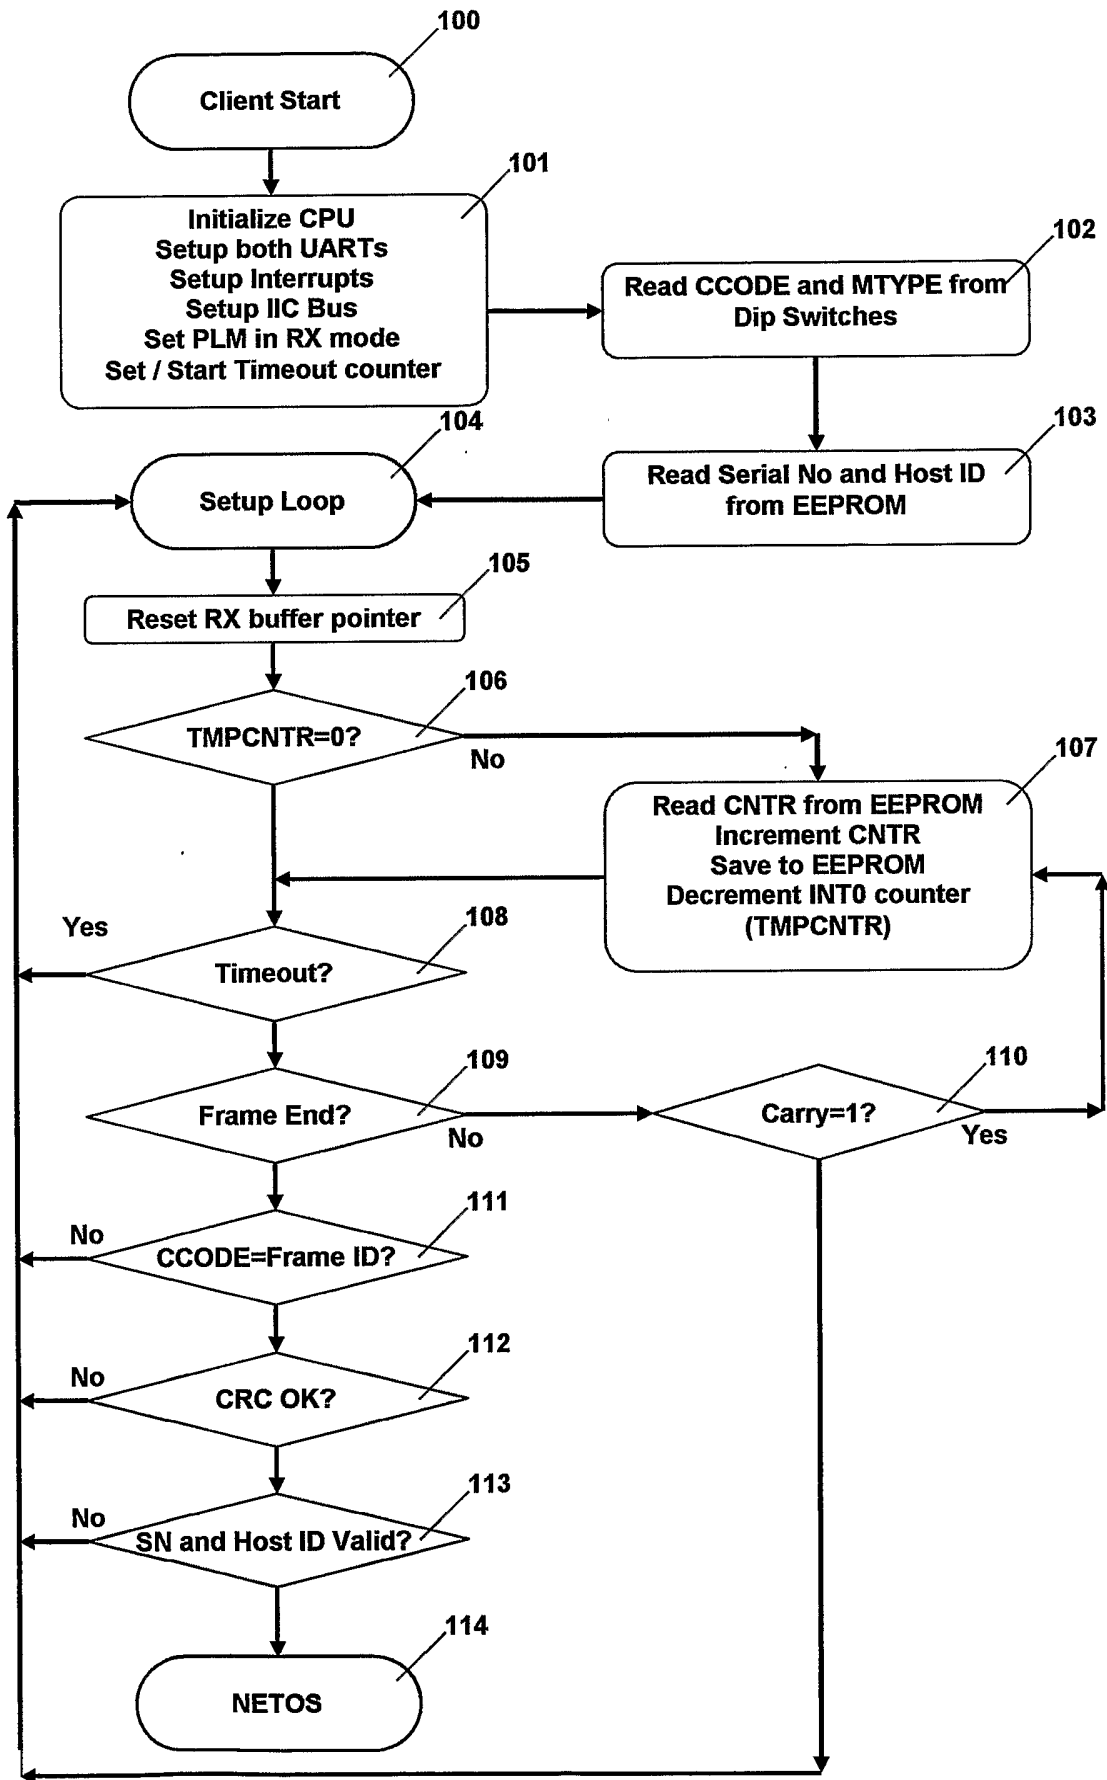 100
Client Start
101
Initialize CPU
Setup both UARTs
Setup Interrupts
Setup IIC Bus
Set PLM in RX mode
Set / Start Timeout counter
102
Read CCODE and MTYPE from
Dip Switches
103
Read Serial No and Host ID
from EEPROM
104
Setup Loop
105
Reset RX buffer pointer
106
TMPCNTR=0?
No
107
Read CNTR from EEPROM
Increment CNTR
Save to EEPROM
Decrement INT0 counter
(TMPCNTR)
108
Yes
Timeout?
109
Frame End?
No
110
Carry=1?
Yes
111
No
CCODE=Frame ID?
112
No
CRC OK?
113
No
SN and Host ID Valid?
114
NETOS